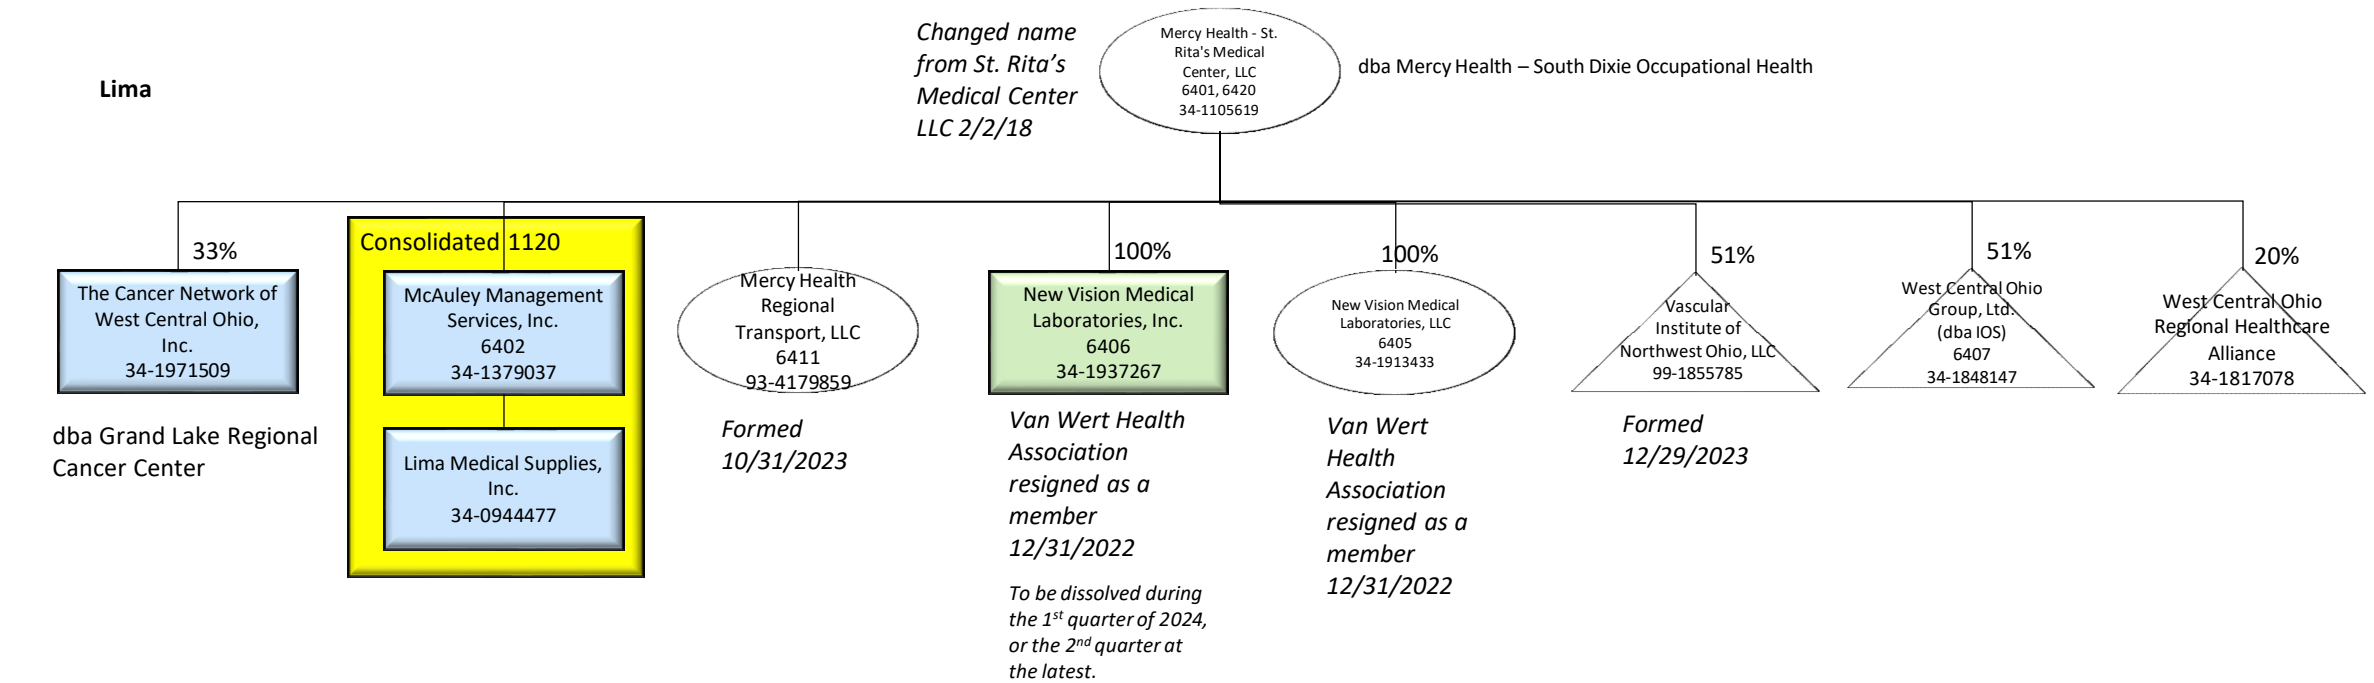 Lima
Changed name
from St. Rita’s
Medical Center
LLC 2/2/18
Mercy Health - St.
Rita's Medical
Center, LLC
6401, 6420
34-1105619
dba Mercy Health – South Dixie Occupational Health
33%
The Cancer Network of
West Central Ohio,
Inc.
34-1971509
dba Grand Lake Regional
Cancer Center
Consolidated 1120
McAuley Management
Services, Inc.
6402
34-1379037
Lima Medical Supplies,
Inc.
34-0944477
Mercy Health
Regional
Transport, LLC
6411
93-4179859
Formed
10/31/2023
100%
New Vision Medical
Laboratories, Inc.
6406
34-1937267
Van Wert Health
Association
resigned as a
member
12/31/2022
To be dissolved during
the 1st quarter of 2024,
or the 2nd quarter at
the latest.
100%
New Vision Medical
Laboratories, LLC
6405
34-1913433
Van Wert
Health
Association
resigned as a
member
12/31/2022
51%
Vascular
Institute of
Northwest Ohio, LLC
99-1855785
Formed
12/29/2023
51%
West Central Ohio
Group, Ltd.
(dba IOS)
6407
34-1848147
20%
West Central Ohio
Regional Healthcare
Alliance
34-1817078